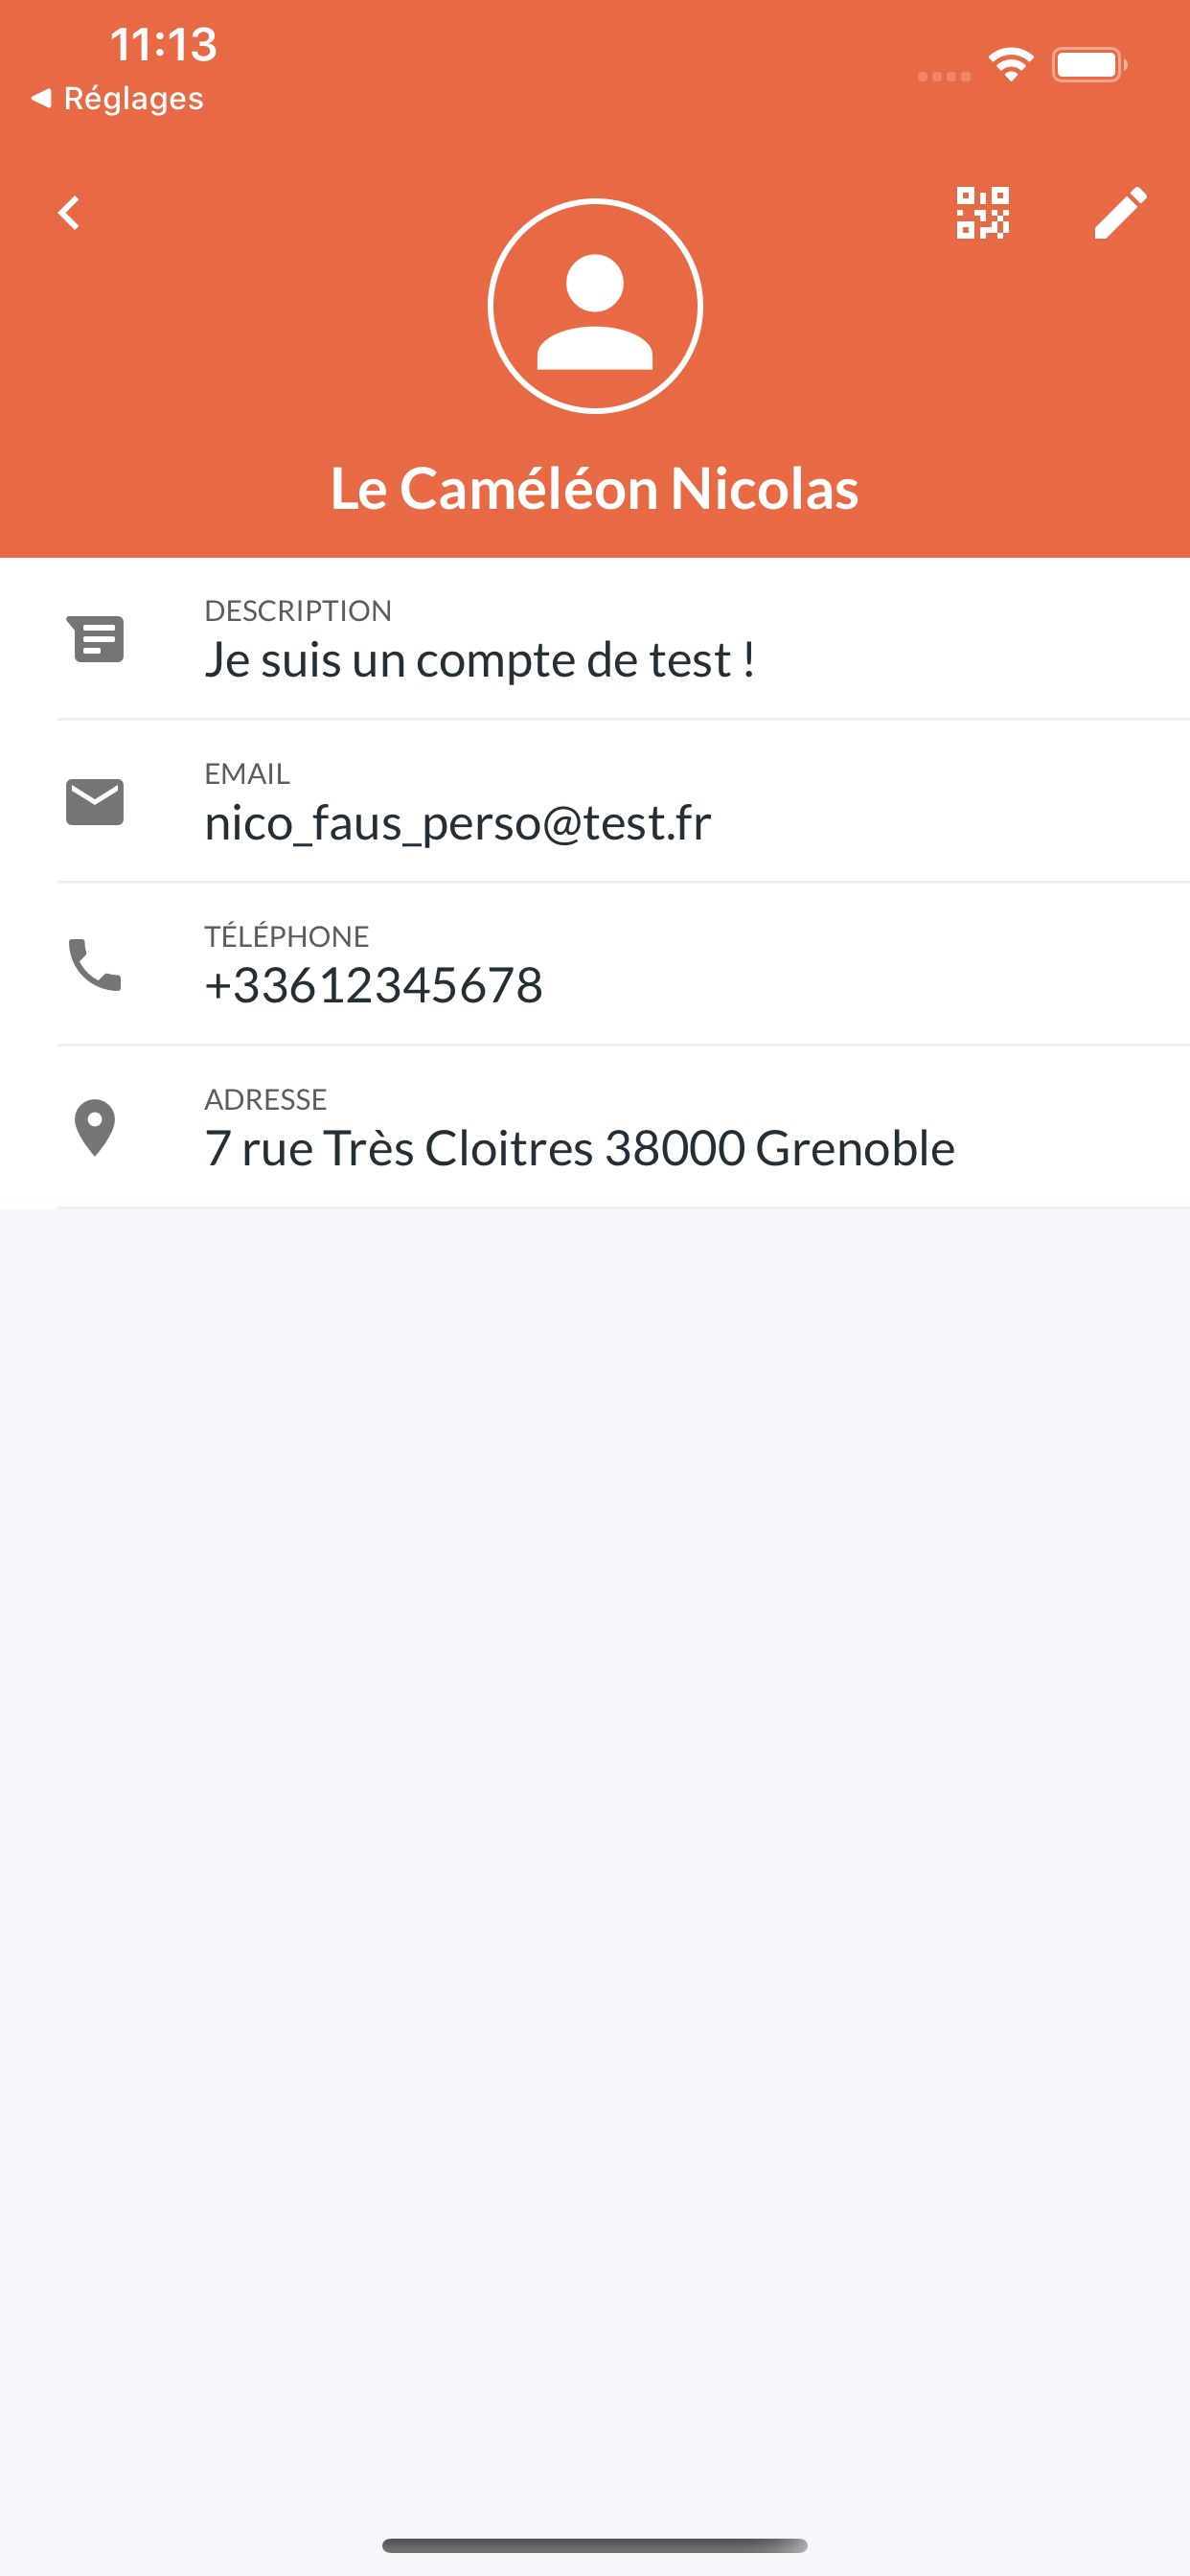 11:13
Réglages
Le Caméléon Nicolas
DESCRIPTION
Je suis un compte de test !
EMAIL
nico_faus_perso@test.fr
TÉLÉPHONE
+33612345678
ADRESSE
7 rue Très Cloitres 38000 Grenoble